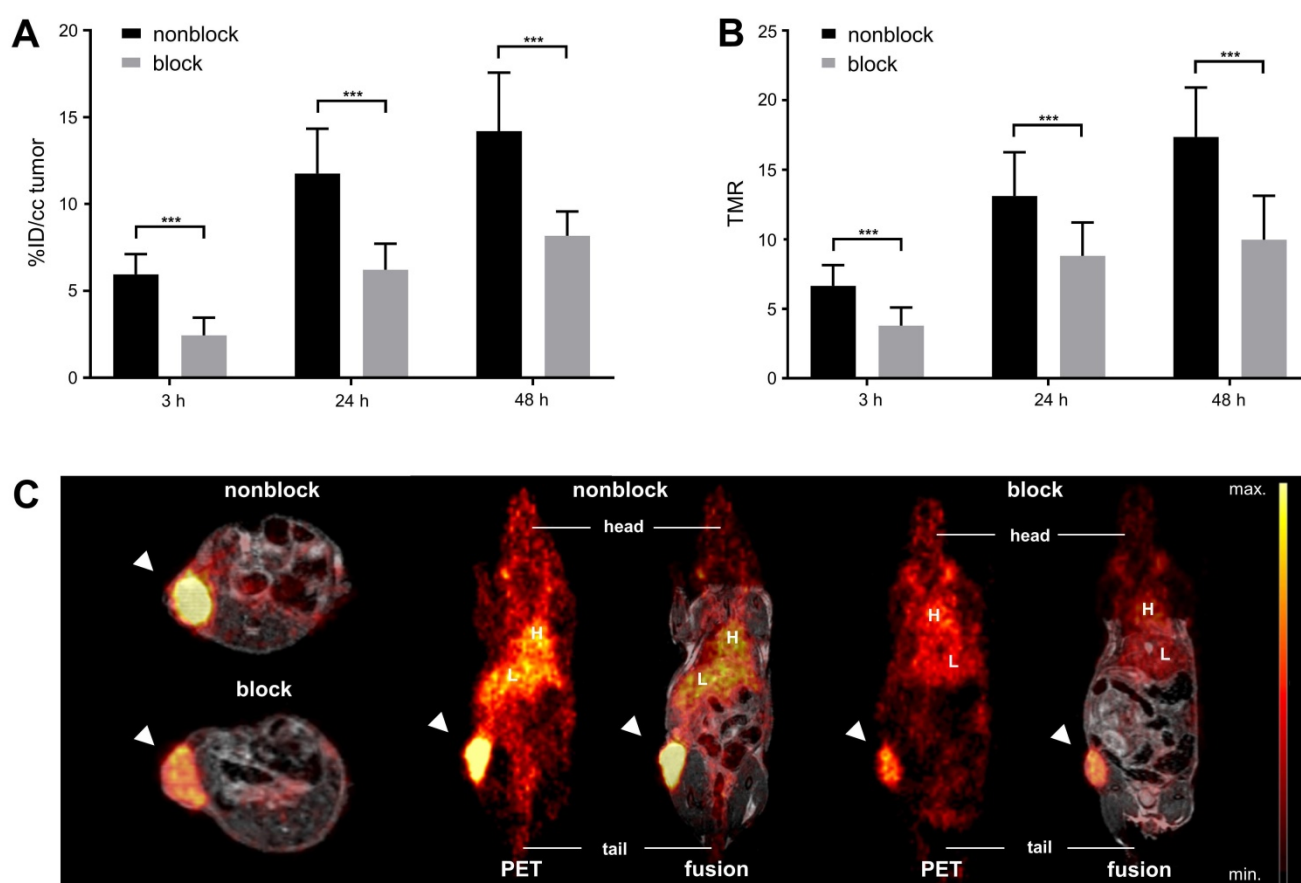 A
nonblock
block
%ID/cc tumor
20
15
10
5
0
***
***
***
3 h
24 h
48 h
B
nonblock
block
TMR
25
20
15
10
5
0
***
***
***
3 h
24 h
48 h
C
nonblock
block
nonblock
head
H
H
L
L
tail
PET
fusion
block
head
H
H
L
L
tail
PET
fusion
max.
min.